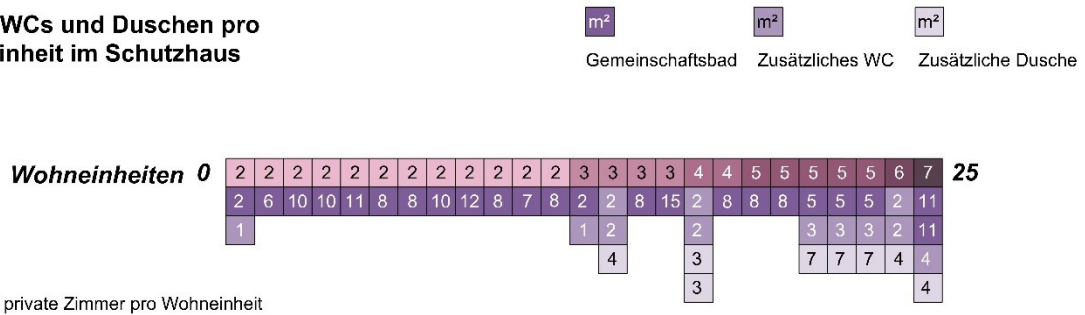 WCs und Duschen pro
inheit im Schutzhaus
m² m² m²
Gemeinschaftsbad Zusätzliches WC Zusätzliche Dusche
Wohneinheiten 0 2 2 2 2 2 2 2 2 2 2 2 2 3 3 3 3 4 4 5 5 5 5 5 6 7 25
2 6 10 10 11 8 8 10 12 8 7 8 2 2 8 15 2 8 8 8 5 5 5 2 11
1 1 2 2 3 3 3 2 11
4 3 7 7 7 4 4
3 4
private Zimmer pro Wohneinheit